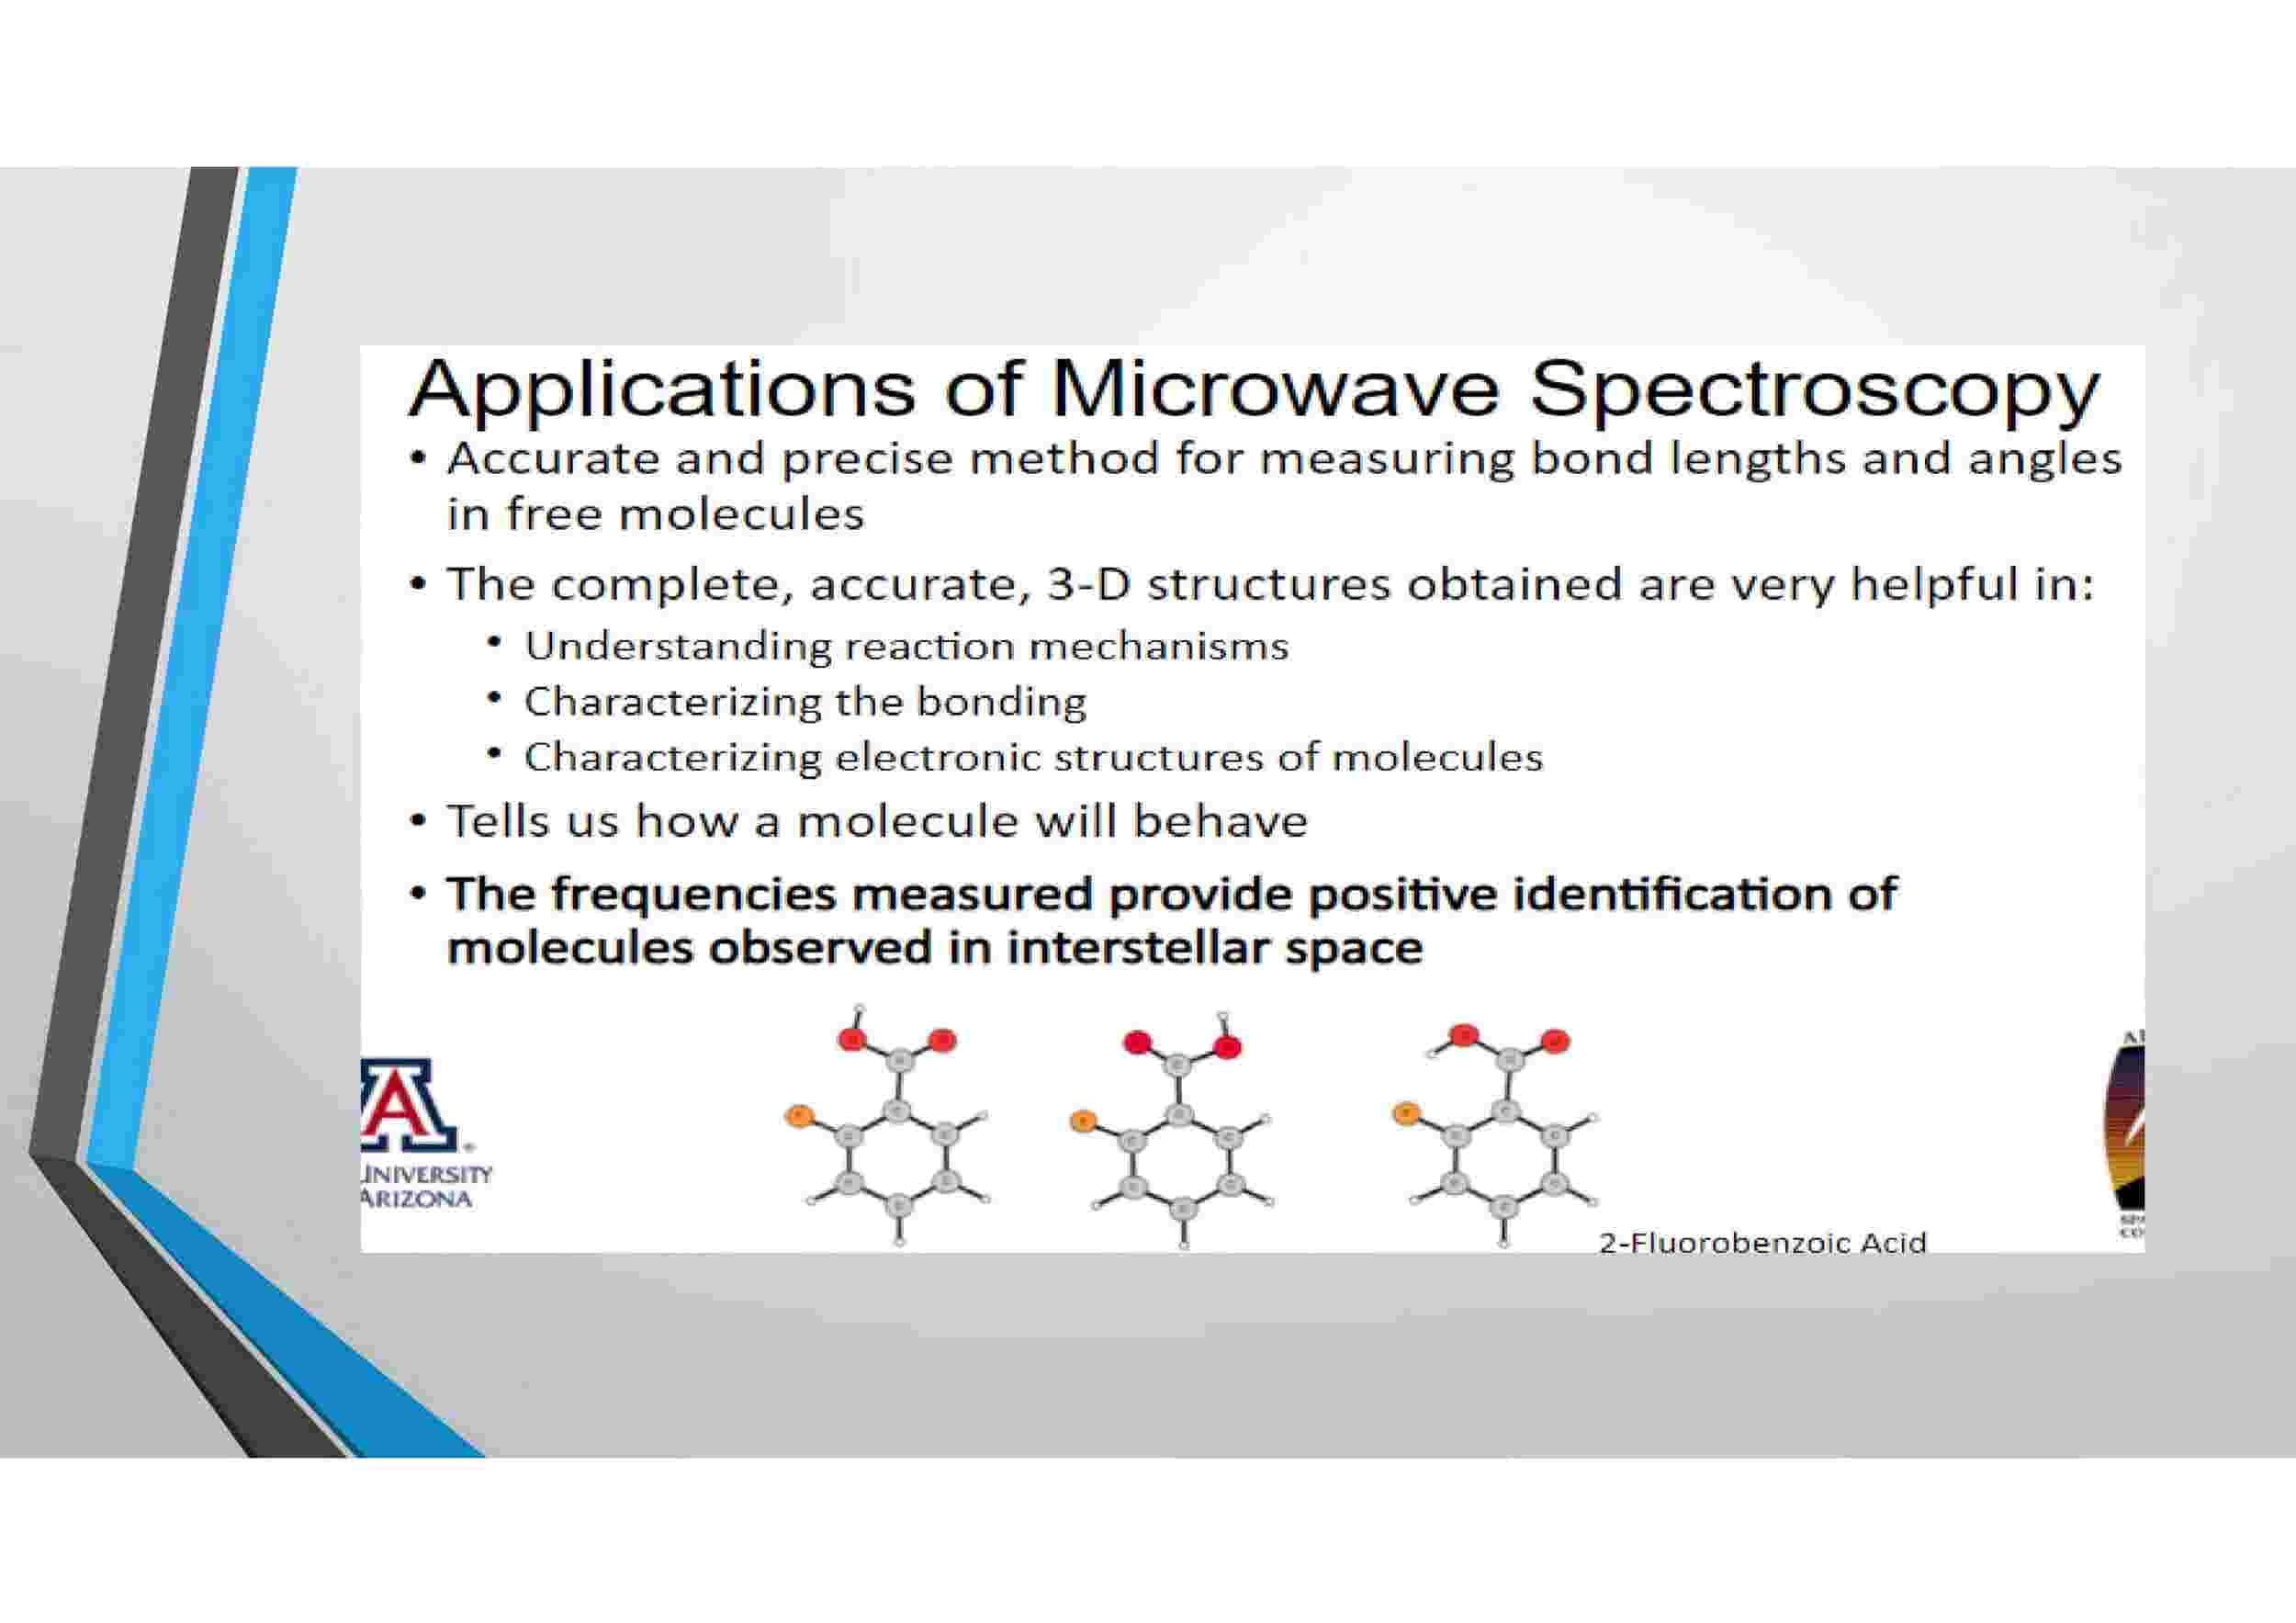 Applications of Microwave Spectroscopy
• Accurate and precise method for measuring bond lengths and angles
in free molecules
• The complete, accurate, 3-D structures obtained are very helpful in:
• Understanding reaction mechanisms
• Characterizing the bonding
• Characterizing electronic structures of molecules
• Tells us how a molecule will behave
• The frequencies measured provide positive identification of
molecules observed in interstellar space
A
UNIVERSITY
ARIZONA
2-Fluorobenzoic Acid